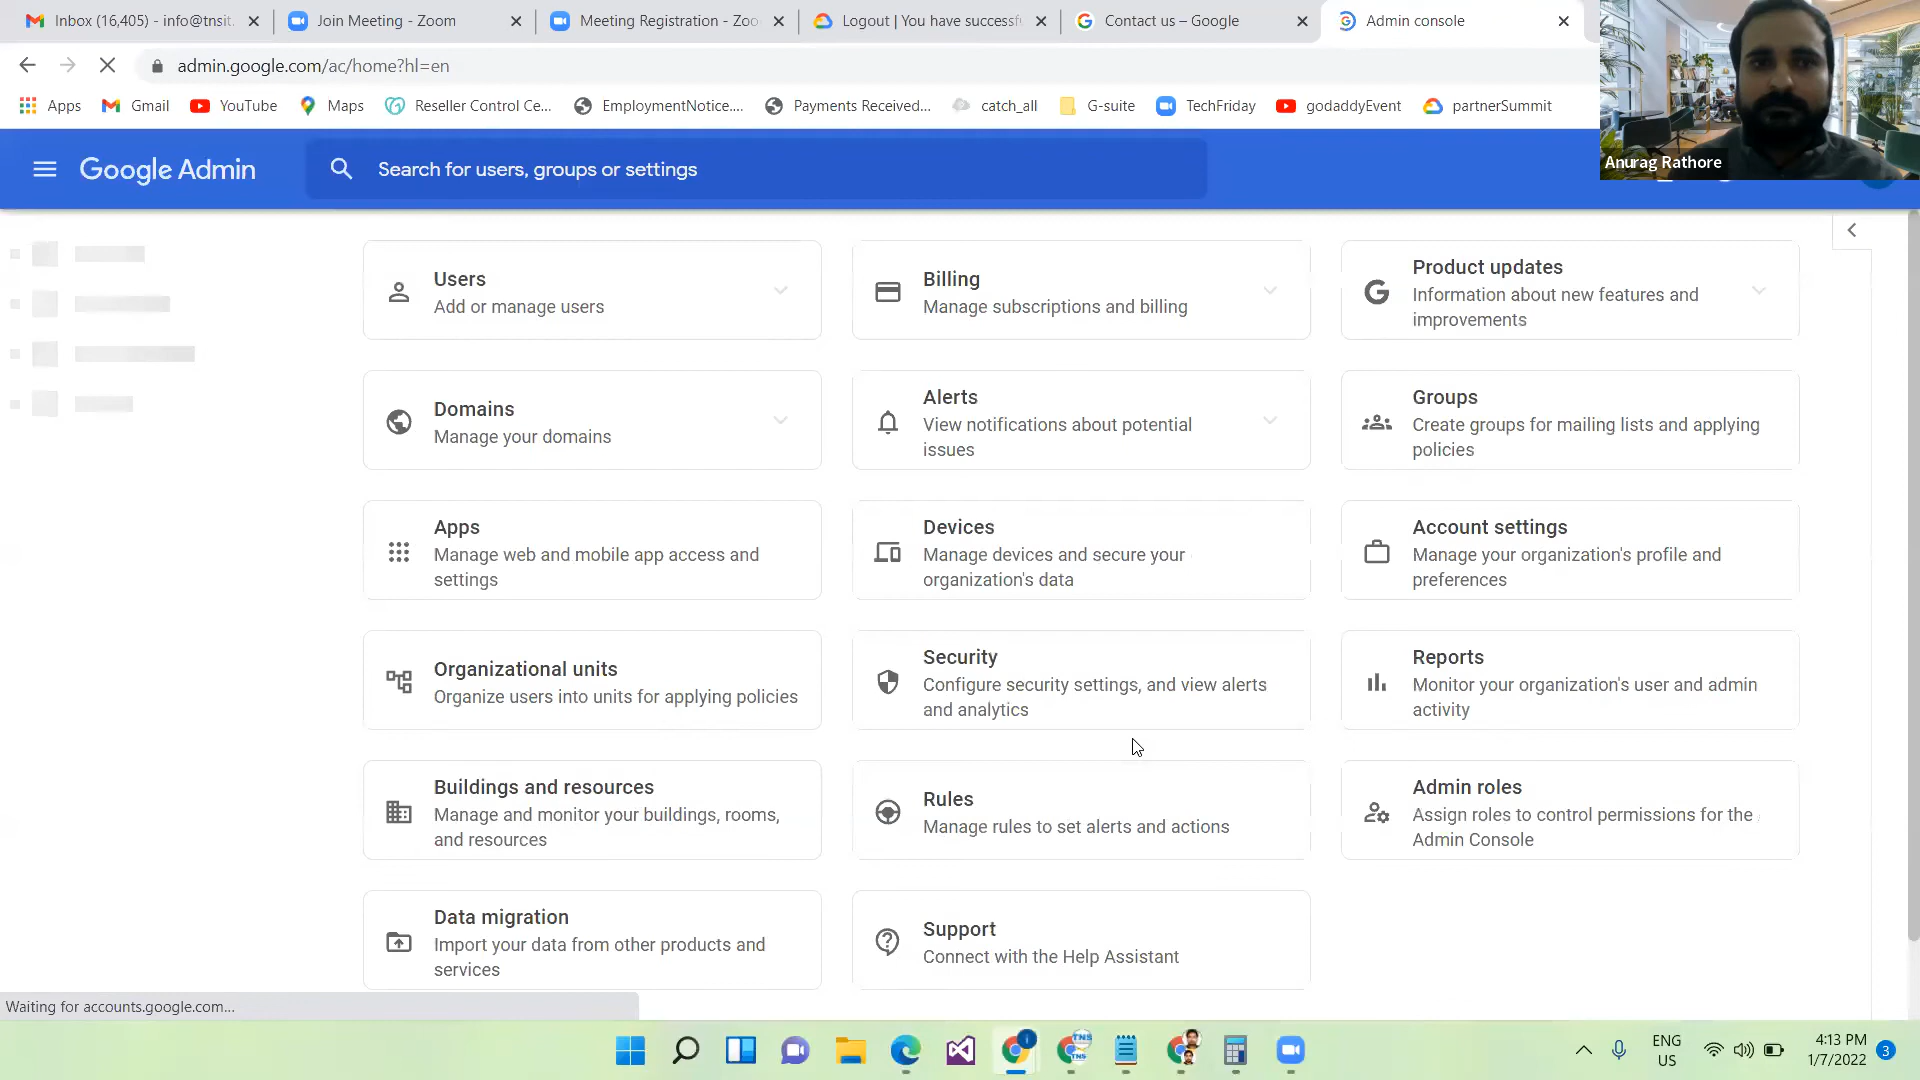 Inbox (16,405) - info@tnsit.
Join Meeting - Zoom
Meeting Registration - Zoo
Logout | You have successfu
Contact us – Google
Admin console
admin.google.com/ac/home?hl=en
Apps
Gmail
YouTube
Maps
Reseller Control Ce...
EmploymentNotice....
Payments Received...
catch_all
G-suite
TechFriday
godaddyEvent
partnerSummit
Google Admin
Search for users, groups or settings
Anurag Rathore
Users
Add or manage users
Billing
Manage subscriptions and billing
Product updates
Information about new features and
improvements
Domains
Manage your domains
Alerts
View notifications about potential
issues
Groups
Create groups for mailing lists and applying
policies
Apps
Manage web and mobile app access and
settings
Devices
Manage devices and secure your
organization's data
Account settings
Manage your organization's profile and
preferences
Organizational units
Organize users into units for applying policies
Security
Configure security settings, and view alerts
and analytics
Reports
Monitor your organization's user and admin
activity
Buildings and resources
Manage and monitor your buildings, rooms,
and resources
Rules
Manage rules to set alerts and actions
Admin roles
Assign roles to control permissions for the
Admin Console
Data migration
Import your data from other products and
services
Support
Connect with the Help Assistant
Waiting for accounts.google.com...
TNS
TNS
ENG
US
4:13 PM
1/7/2022
3